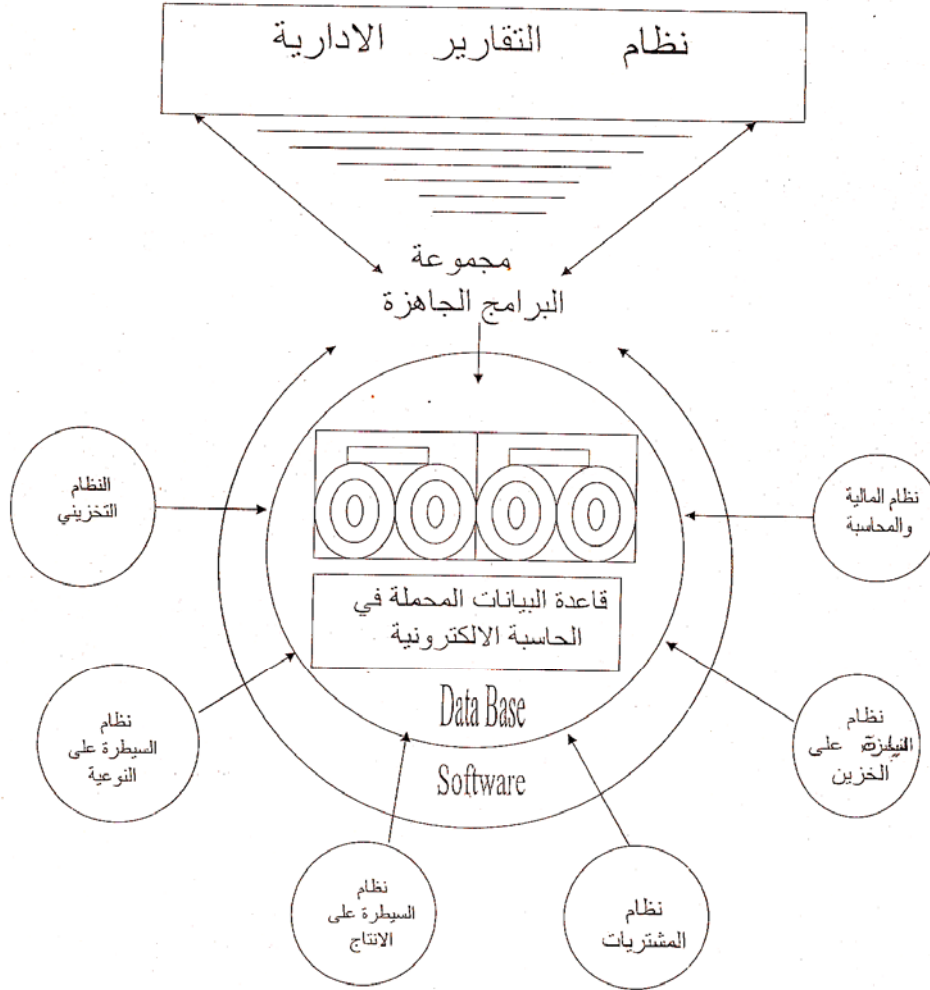 نظام التقارير الادارية
مجموعة
البرامج الجاهزة
النظام
التخزيني
نظام المالية
والمحاسبة
قاعدة البيانات المحملة في
الحاسبة الالكترونية
Data Base
Software
نظام
السيطرة على
النوعية
نظام
على
الخزين
نظام
السيطرة على
الانتاج
نظام
المشتريات